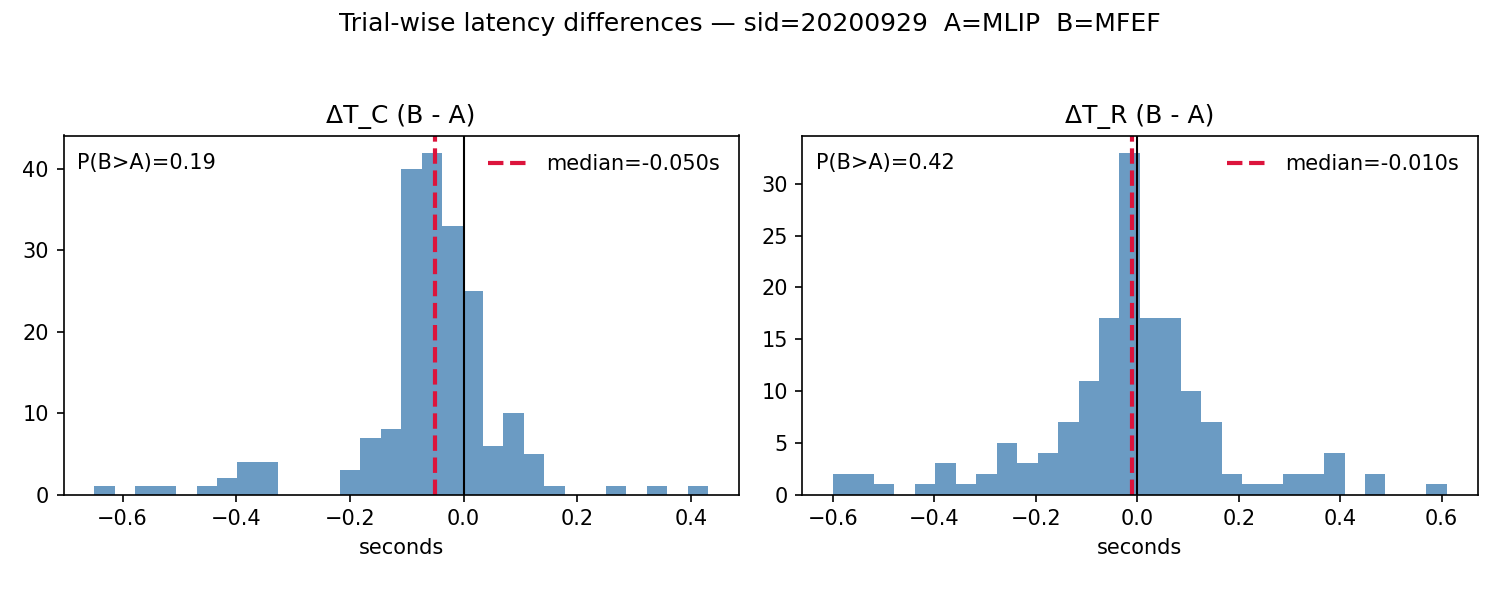 Trial-wise latency differences — sid=20200929  A=MLIP  B=MFEF
ΔT_C (B - A)
P(B>A)=0.19
median=-0.050s
40
30
20
10
0
−0.6 −0.4 −0.2 0.0 0.2 0.4
seconds
ΔT_R (B - A)
P(B>A)=0.42
median=-0.010s
30
25
20
15
10
5
0
−0.6 −0.4 −0.2 0.0 0.2 0.4 0.6
seconds